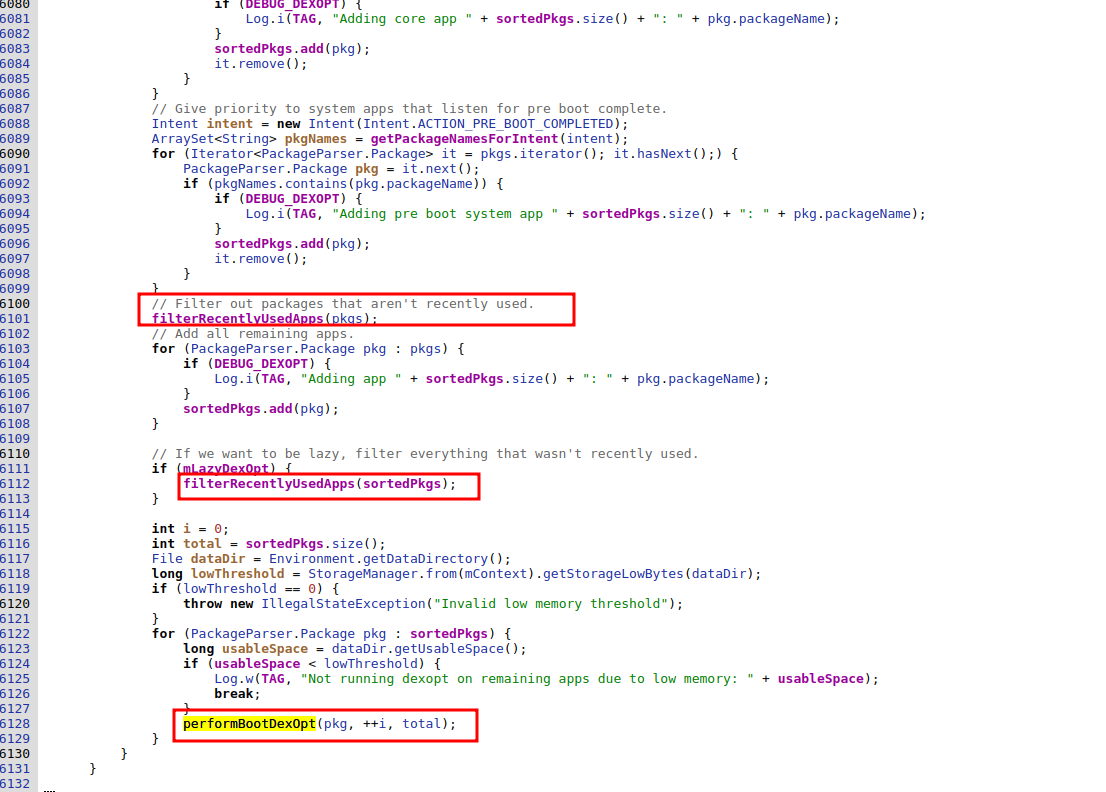 6080                         if (DEBUG_DEXOPT) {
6081                             Log.i(TAG, "Adding core app " + sortedPkgs.size() + ": " + pkg.packageName);
6082                         }
6083                         sortedPkgs.add(pkg);
6084                         it.remove();
6085                     }
6086                 }
6087                 // Give priority to system apps that listen for pre boot complete.
6088                 Intent intent = new Intent(Intent.ACTION_PRE_BOOT_COMPLETED);
6089                 ArraySet<String> pkgNames = getPackageNamesForIntent(intent);
6090                 for (Iterator<PackageParser.Package> it = pkgs.iterator(); it.hasNext();) {
6091                     PackageParser.Package pkg = it.next();
6092                     if (pkgNames.contains(pkg.packageName)) {
6093                         if (DEBUG_DEXOPT) {
6094                             Log.i(TAG, "Adding pre boot system app " + sortedPkgs.size() + ": " + pkg.packageName);
6095                         }
6096                         sortedPkgs.add(pkg);
6097                         it.remove();
6098                     }
6099                 }
6100                 // Filter out packages that aren't recently used.
6101                 filterRecentlyUsedApps(pkgs);
6102                 // Add all remaining apps.
6103                 for (PackageParser.Package pkg : pkgs) {
6104                     if (DEBUG_DEXOPT) {
6105                         Log.i(TAG, "Adding app " + sortedPkgs.size() + ": " + pkg.packageName);
6106                     }
6107                     sortedPkgs.add(pkg);
6108                 }
6109
6110                 // If we want to be lazy, filter everything that wasn't recently used.
6111                 if (mLazyDexOpt) {
6112                     filterRecentlyUsedApps(sortedPkgs);
6113                 }
6114
6115                 int i = 0;
6116                 int total = sortedPkgs.size();
6117                 File dataDir = Environment.getDataDirectory();
6118                 long lowThreshold = StorageManager.from(mContext).getStorageLowBytes(dataDir);
6119                 if (lowThreshold == 0) {
6120                     throw new IllegalStateException("Invalid low memory threshold");
6121                 }
6122                 for (PackageParser.Package pkg : sortedPkgs) {
6123                     long usableSpace = dataDir.getUsableSpace();
6124                     if (usableSpace < lowThreshold) {
6125                         Log.w(TAG, "Not running dexopt on remaining apps due to low memory: " + usableSpace);
6126                         break;
6127                     }
6128                     performBootDexOpt(pkg, ++i, total);
6129                 }
6130             }
6131         }
6132